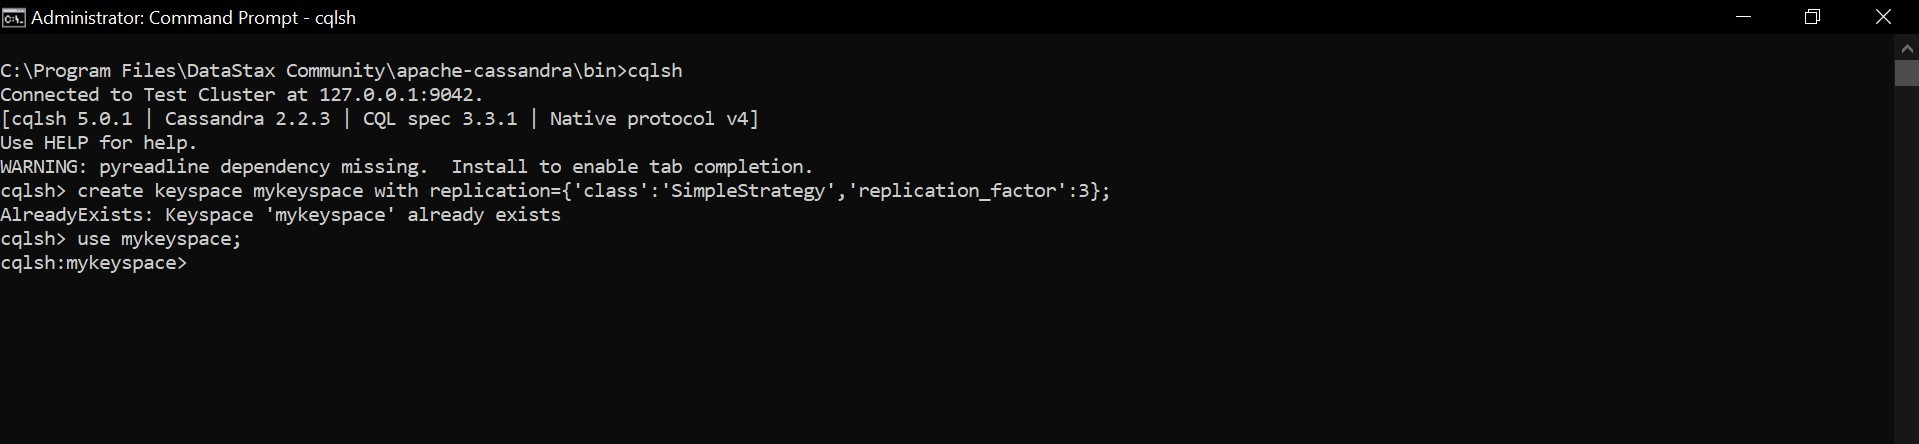 Administrator: Command Prompt - cqlsh
C:\Program Files\DataStax Community\apache-cassandra\bin>cqlsh
Connected to Test Cluster at 127.0.0.1:9042.
[cqlsh 5.0.1 | Cassandra 2.2.3 | CQL spec 3.3.1 | Native protocol v4]
Use HELP for help.
WARNING: pyreadline dependency missing.  Install to enable tab completion.
cqlsh> create keyspace mykeyspace with replication={'class':'SimpleStrategy','replication_factor':3};
AlreadyExists: Keyspace 'mykeyspace' already exists
cqlsh> use mykeyspace;
cqlsh:mykeyspace>